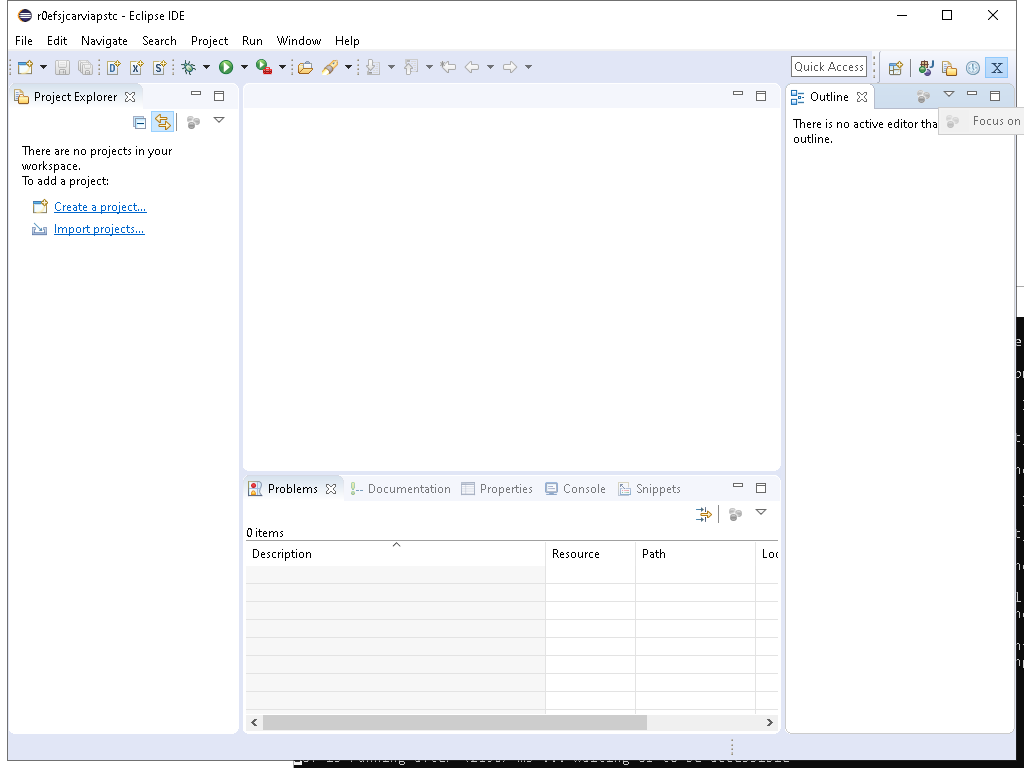 r0efsjcarviapstc - Eclipse IDE
File Edit Navigate Search Project Run Window Help
Quick Access
Project Explorer
Outline
There is no active editor tha
outline.
Focus on
There are no projects in your
workspace.
To add a project:
Create a project...
Import projects...
Problems Documentation Properties Console Snippets
0 items
Description Resource Path Loc